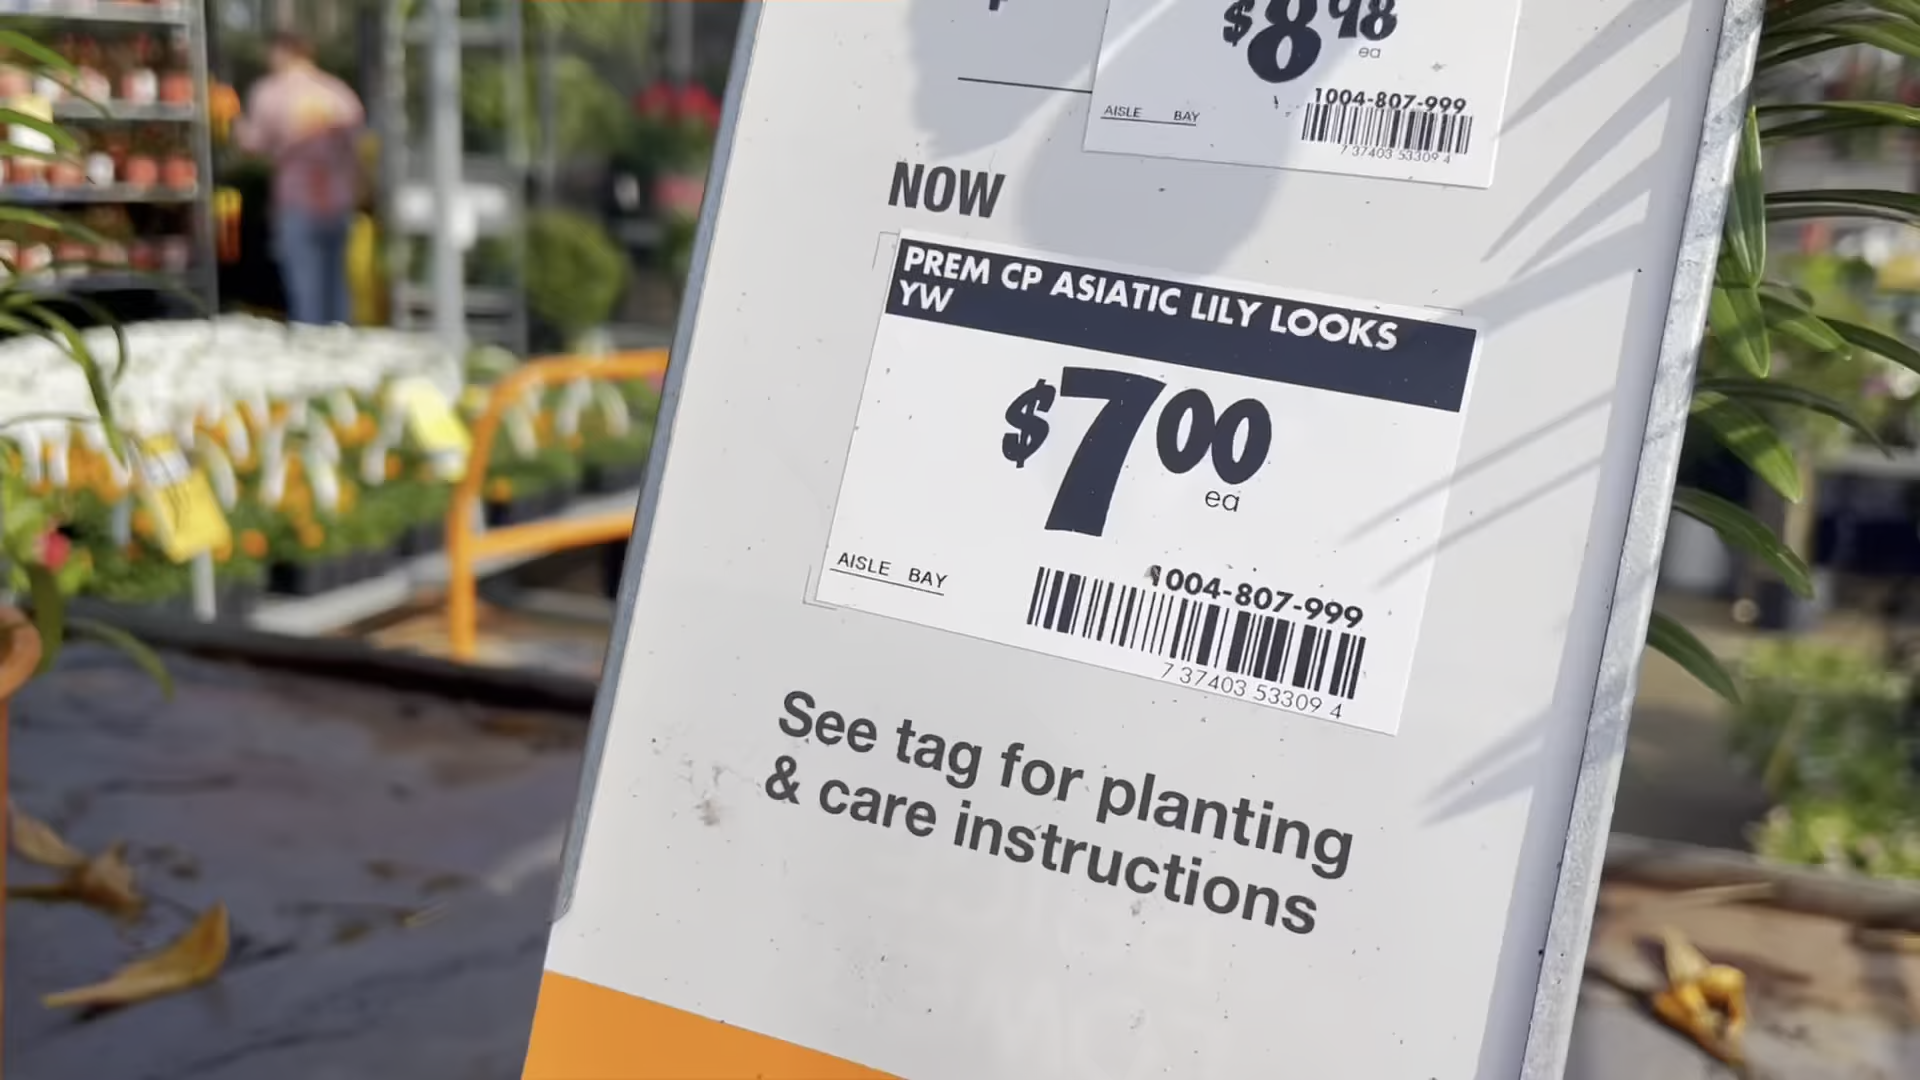 $8.98
ea
1004-807-999
AISLE BAY
7 37403 53309 4
NOW
PREM CP ASIATIC LILY LOOKS
YW
$7.00
ea
AISLE BAY
1004-807-999
7 37403 53309 4
See tag for planting
& care instructions